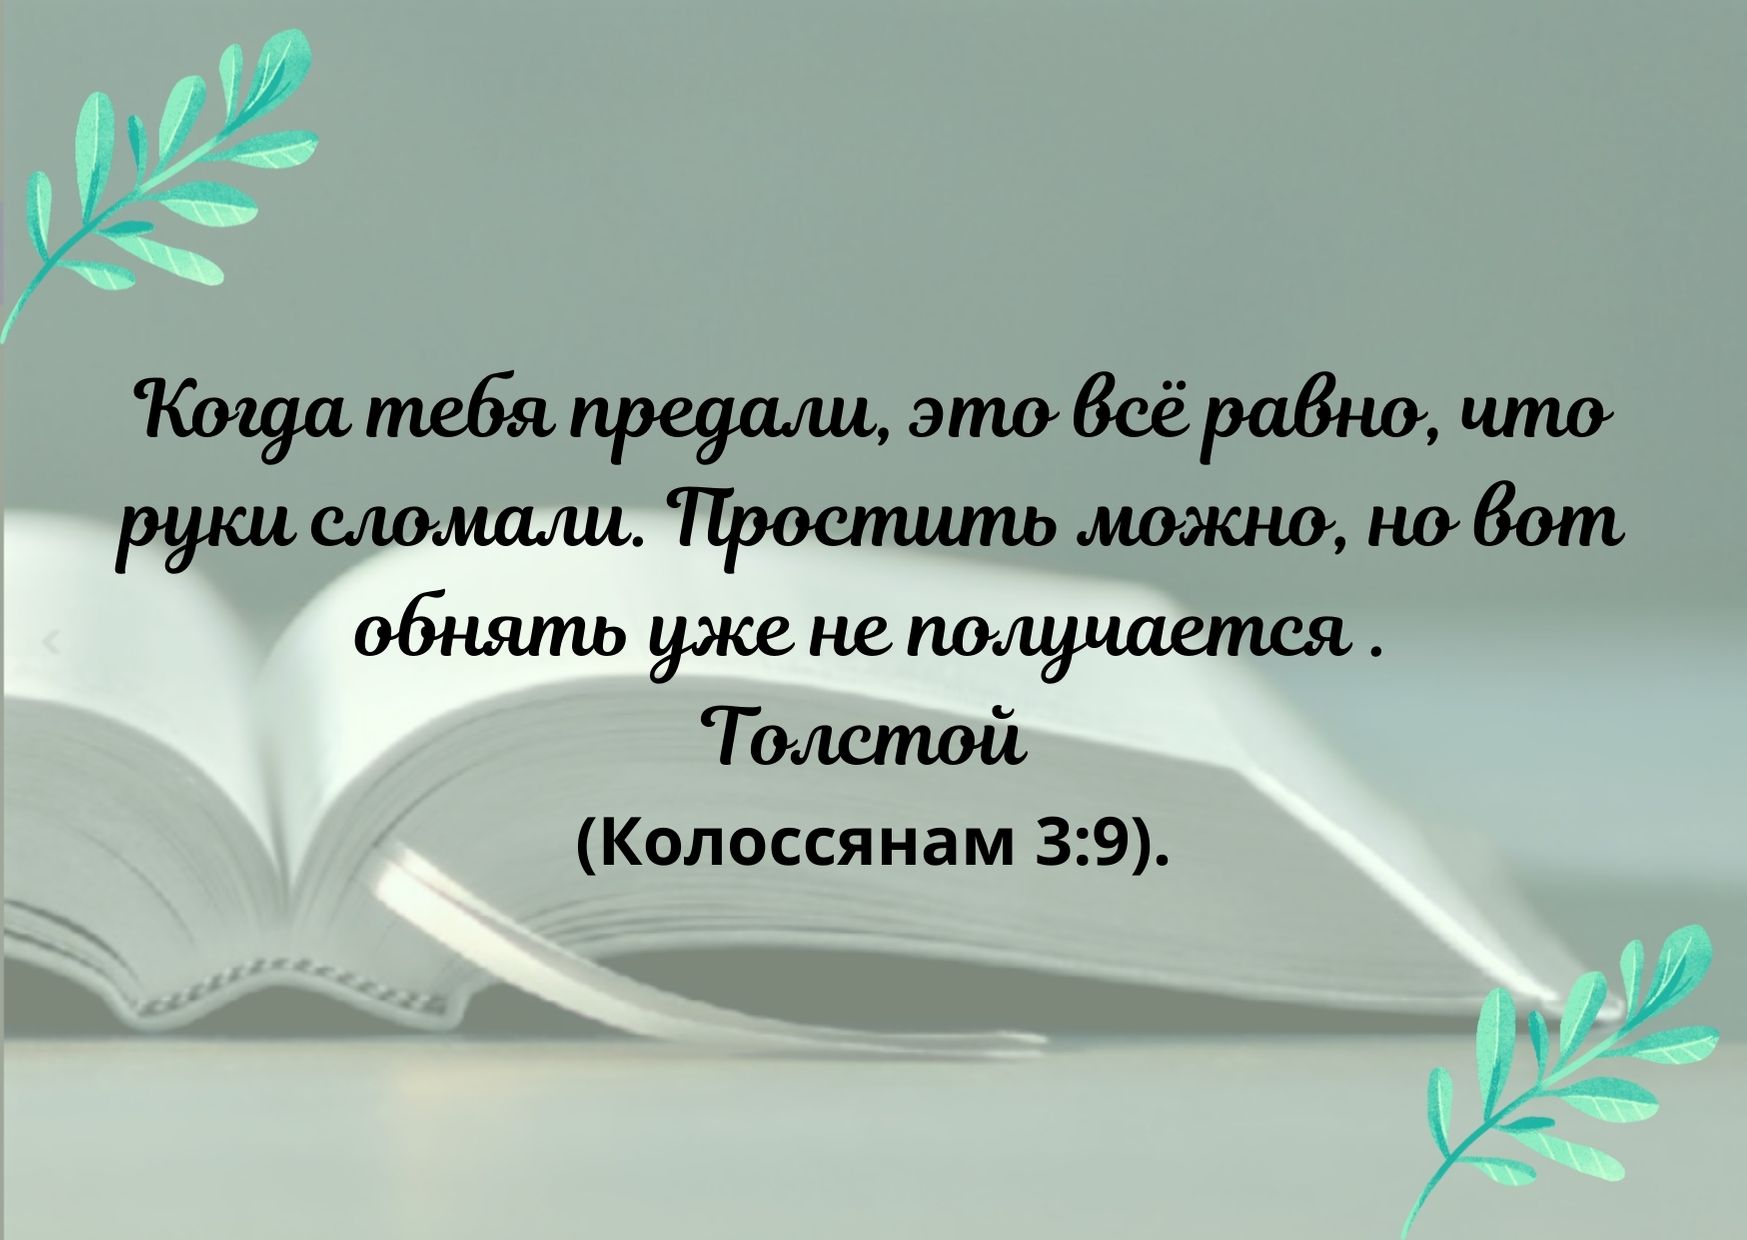 Когда тебя предали, это всё равно, что
руки сломали. Простить можно, но вот
обнять уже не получается .
Толстой
(Колоссянам 3:9).